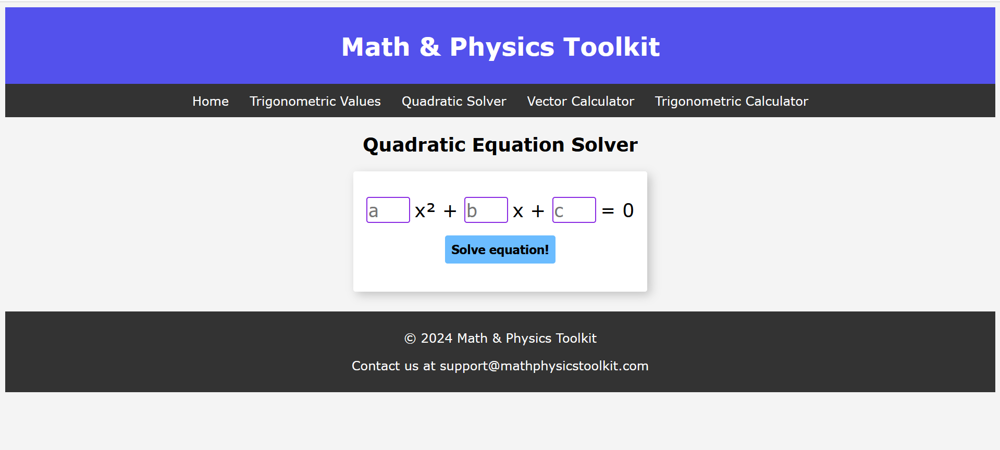 Math & Physics Toolkit
Home Trigonometric Values Quadratic Solver Vector Calculator Trigonometric Calculator
Quadratic Equation Solver
a x² + b x + c = 0
Solve equation!
© 2024 Math & Physics Toolkit
Contact us at support@mathphysicstoolkit.com